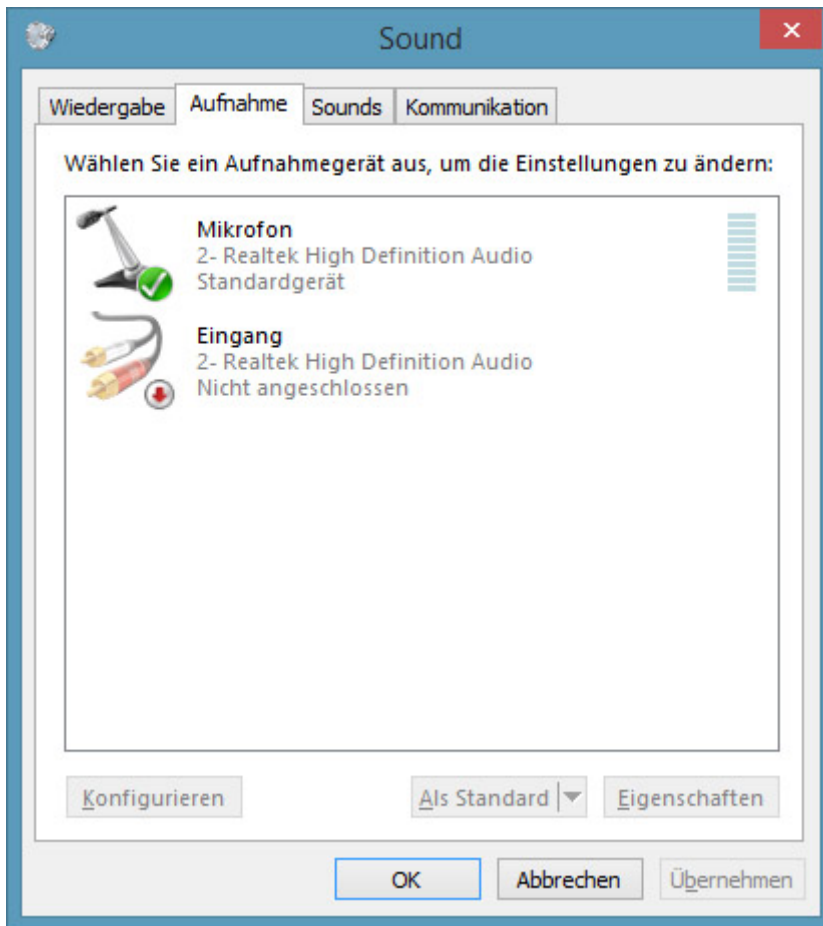 Sound
Wiedergabe Aufnahme Sounds Kommunikation
Wählen Sie ein Aufnahmegerät aus, um die Einstellungen zu ändern:
Mikrofon
2- Realtek High Definition Audio
Standardgerät
Eingang
2- Realtek High Definition Audio
Nicht angeschlossen
Konfigurieren Als Standard Eigenschaften
OK Abbrechen Übernehmen